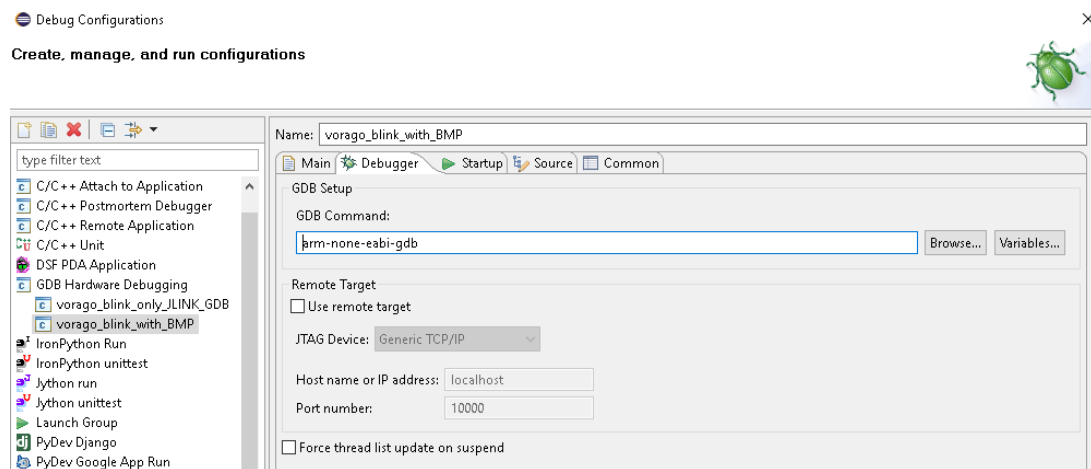 Debug Configurations
Create, manage, and run configurations
type filter text
C/C++ Attach to Application
C/C++ Postmortem Debugger
C/C++ Remote Application
C/C++ Unit
DSF PDA Application
GDB Hardware Debugging
vorago_blink_only_JLINK_GDB
vorago_blink_with_BMP
IronPython Run
IronPython unittest
Jython run
Jython unittest
Launch Group
PyDev Django
PyDev Google App Run
Name: vorago_blink_with_BMP
Main Debugger Startup Source Common
GDB Setup
GDB Command:
arm-none-eabi-gdb Browse... Variables...
Remote Target
Use remote target
JTAG Device: Generic TCP/IP
Host name or IP address: localhost
Port number: 10000
Force thread list update on suspend